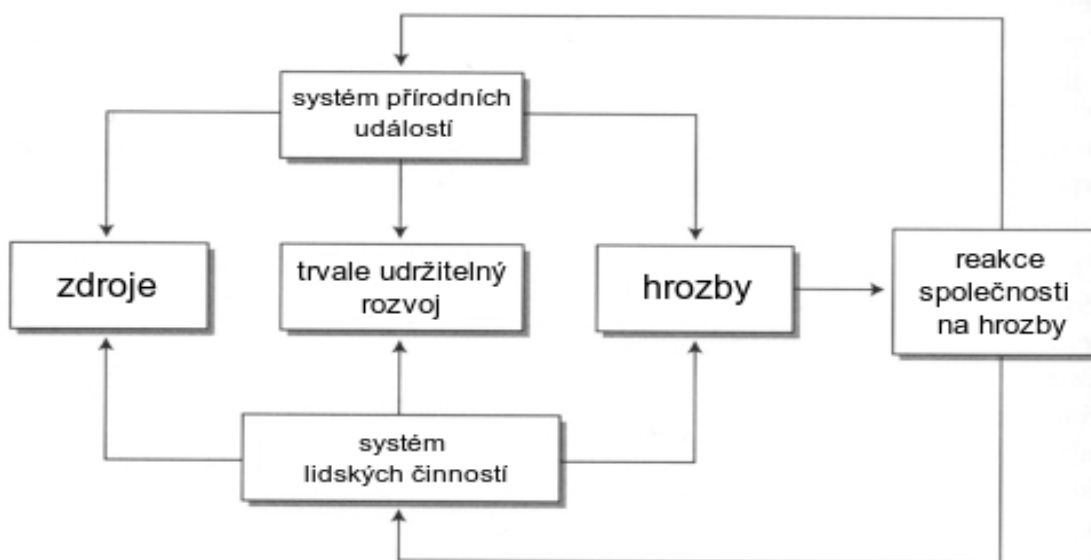 systém přírodních
událostí
zdroje
trvale udržitelný
rozvoj
hrozby
reakce
společnosti
na hrozby
systém
lidských činností